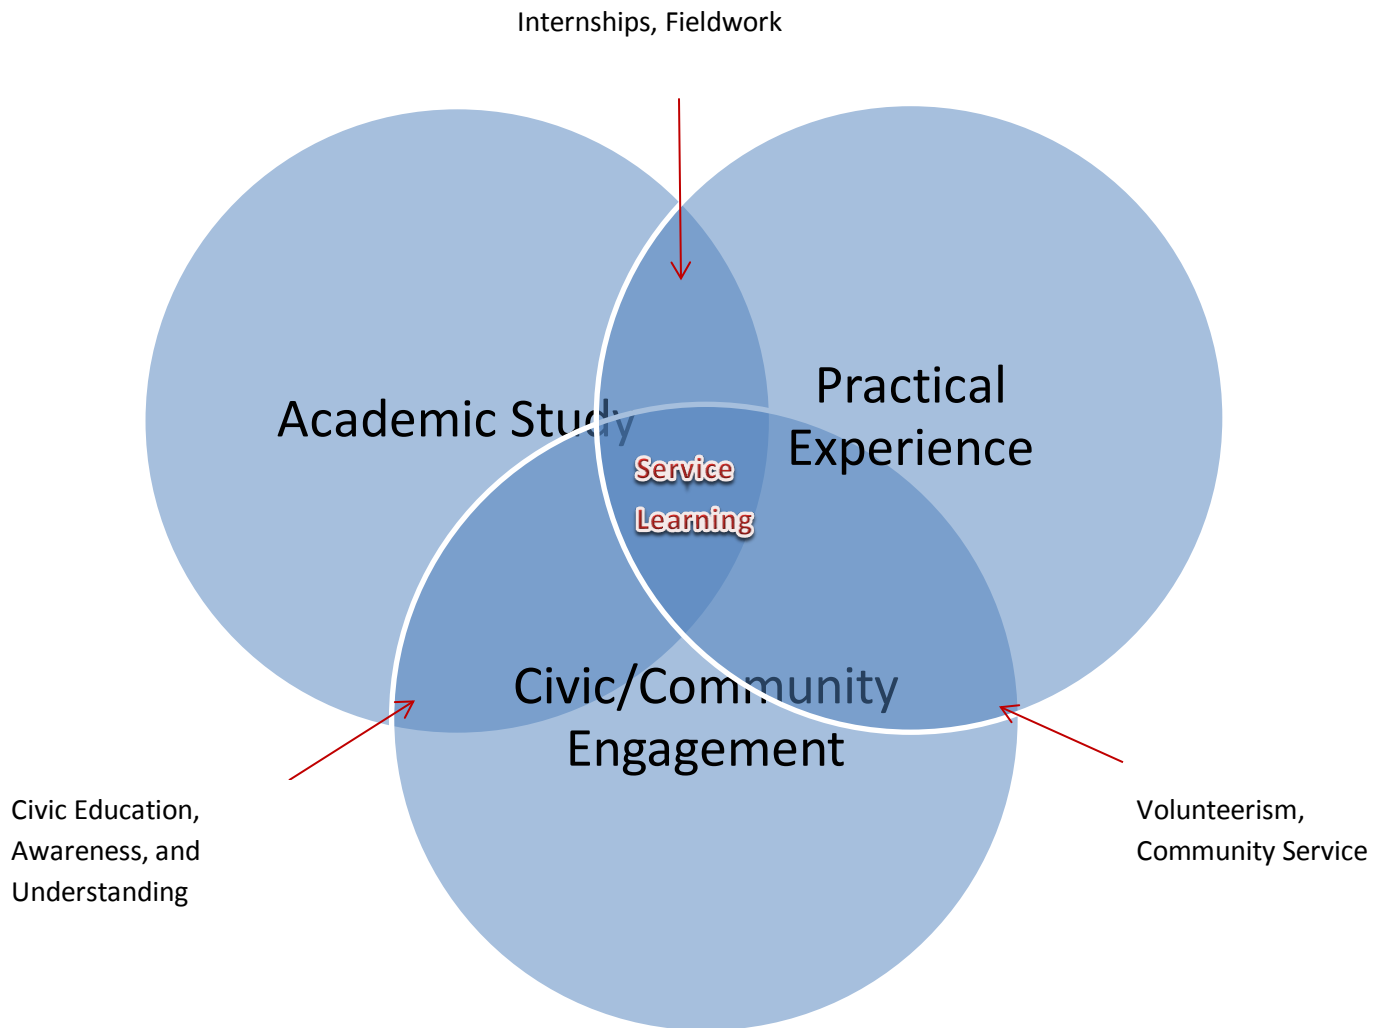 Internships, Fieldwork
Academic Study
Practical
Experience
Service
Learning
Civic/Community
Engagement
Civic Education,
Awareness, and
Understanding
Volunteerism,
Community Service